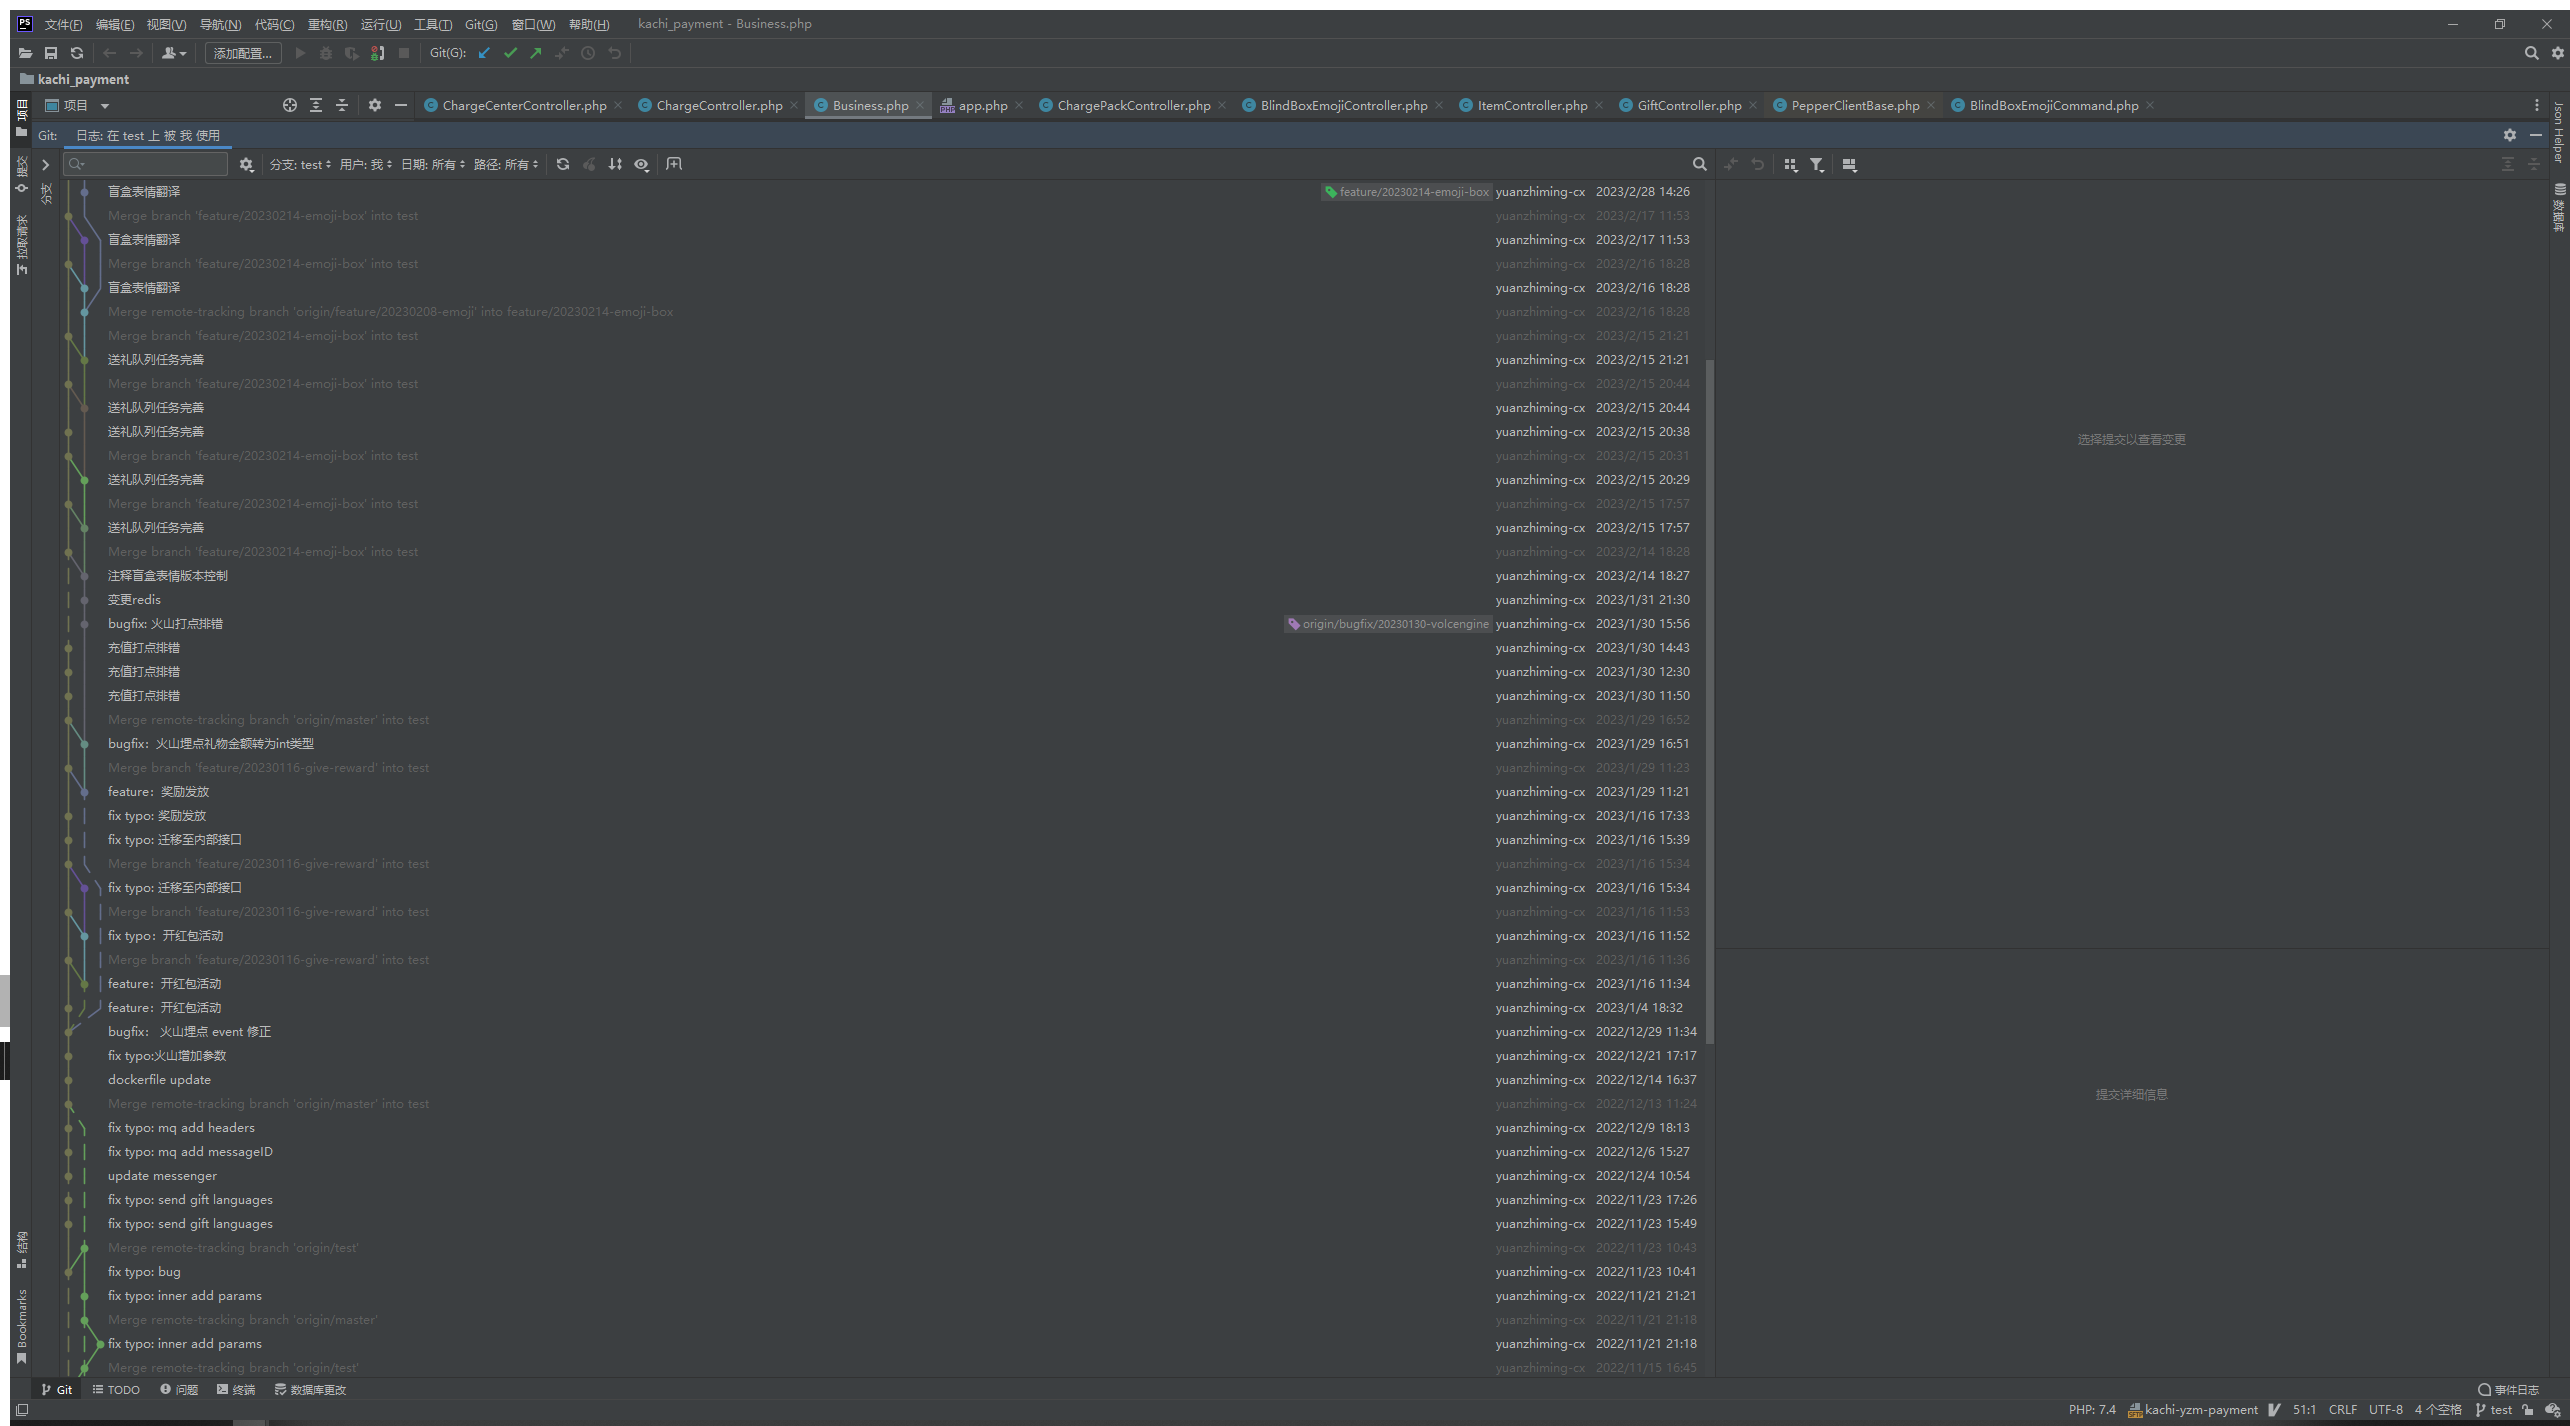 PS 文件(F) 编辑(E) 视图(V) 导航(N) 代码(C) 重构(R) 运行(U) 工具(T) Git(G) 窗口(W) 帮助(H) kachi_payment - Business.php
添加配置... Git(G):
kachi_payment
项目 ChargeCenterController.php ChargeController.php Business.php app.php ChargePackController.php BlindBoxEmojiController.php ItemController.php GiftController.php PepperClientBase.php BlindBoxEmojiCommand.php
Git: 日志: 在 test 上 被 我 使用
分支: test 用户: 我 日期: 所有 路径: 所有
盲盒表情翻译 feature/20230214-emoji-box yuanzhiming-cx 2023/2/28 14:26
Merge branch 'feature/20230214-emoji-box' into test yuanzhiming-cx 2023/2/17 11:53
盲盒表情翻译 yuanzhiming-cx 2023/2/17 11:53
Merge branch 'feature/20230214-emoji-box' into test yuanzhiming-cx 2023/2/16 18:28
盲盒表情翻译 yuanzhiming-cx 2023/2/16 18:28
Merge remote-tracking branch 'origin/feature/20230208-emoji' into feature/20230214-emoji-box yuanzhiming-cx 2023/2/16 18:28
Merge branch 'feature/20230214-emoji-box' into test yuanzhiming-cx 2023/2/15 21:21
送礼队列任务完善 yuanzhiming-cx 2023/2/15 21:21
Merge branch 'feature/20230214-emoji-box' into test yuanzhiming-cx 2023/2/15 20:44
送礼队列任务完善 yuanzhiming-cx 2023/2/15 20:44
送礼队列任务完善 yuanzhiming-cx 2023/2/15 20:38
Merge branch 'feature/20230214-emoji-box' into test yuanzhiming-cx 2023/2/15 20:31
送礼队列任务完善 yuanzhiming-cx 2023/2/15 20:29
Merge branch 'feature/20230214-emoji-box' into test yuanzhiming-cx 2023/2/15 17:57
送礼队列任务完善 yuanzhiming-cx 2023/2/15 17:57
Merge branch 'feature/20230214-emoji-box' into test yuanzhiming-cx 2023/2/14 18:28
注释盲盒表情版本控制 yuanzhiming-cx 2023/2/14 18:27
变更redis yuanzhiming-cx 2023/1/31 21:30
bugfix: 火山打点排错 origin/bugfix/20230130-volcengine yuanzhiming-cx 2023/1/30 15:56
充值打点排错 yuanzhiming-cx 2023/1/30 14:43
充值打点排错 yuanzhiming-cx 2023/1/30 12:30
充值打点排错 yuanzhiming-cx 2023/1/30 11:50
Merge remote-tracking branch 'origin/master' into test yuanzhiming-cx 2023/1/29 16:52
bugfix：火山埋点礼物金额转为int类型 yuanzhiming-cx 2023/1/29 16:51
Merge branch 'feature/20230116-give-reward' into test yuanzhiming-cx 2023/1/29 11:23
feature：奖励发放 yuanzhiming-cx 2023/1/29 11:21
fix typo: 奖励发放 yuanzhiming-cx 2023/1/16 17:33
fix typo: 迁移至内部接口 yuanzhiming-cx 2023/1/16 15:39
Merge branch 'feature/20230116-give-reward' into test yuanzhiming-cx 2023/1/16 15:34
fix typo: 迁移至内部接口 yuanzhiming-cx 2023/1/16 15:34
Merge branch 'feature/20230116-give-reward' into test yuanzhiming-cx 2023/1/16 11:53
fix typo：开红包活动 yuanzhiming-cx 2023/1/16 11:52
Merge branch 'feature/20230116-give-reward' into test yuanzhiming-cx 2023/1/16 11:36
feature：开红包活动 yuanzhiming-cx 2023/1/16 11:34
feature：开红包活动 yuanzhiming-cx 2023/1/4 18:32
bugfix： 火山埋点 event 修正 yuanzhiming-cx 2022/12/29 11:34
fix typo:火山增加参数 yuanzhiming-cx 2022/12/21 17:17
dockerfile update yuanzhiming-cx 2022/12/14 16:37
Merge remote-tracking branch 'origin/master' into test yuanzhiming-cx 2022/12/13 11:24
fix typo: mq add headers yuanzhiming-cx 2022/12/9 18:13
fix typo: mq add messageID yuanzhiming-cx 2022/12/6 15:27
update messenger yuanzhiming-cx 2022/12/4 10:54
fix typo: send gift languages yuanzhiming-cx 2022/11/23 17:26
fix typo: send gift languages yuanzhiming-cx 2022/11/23 15:49
Merge remote-tracking branch 'origin/test' yuanzhiming-cx 2022/11/23 10:43
fix typo: bug yuanzhiming-cx 2022/11/23 10:41
fix typo: inner add params yuanzhiming-cx 2022/11/21 21:21
Merge remote-tracking branch 'origin/master' yuanzhiming-cx 2022/11/21 21:18
fix typo: inner add params yuanzhiming-cx 2022/11/21 21:18
Merge remote-tracking branch 'origin/test' yuanzhiming-cx 2022/11/15 16:45
选择提交以查看变更
提交详细信息
项目
提交
拉取请求
分支
结构
Bookmarks
Json Helper
数据库
Git TODO 问题 终端 数据库更改 事件日志
PHP: 7.4 SFTP kachi-yzm-payment 51:1 CRLF UTF-8 4 个空格 test